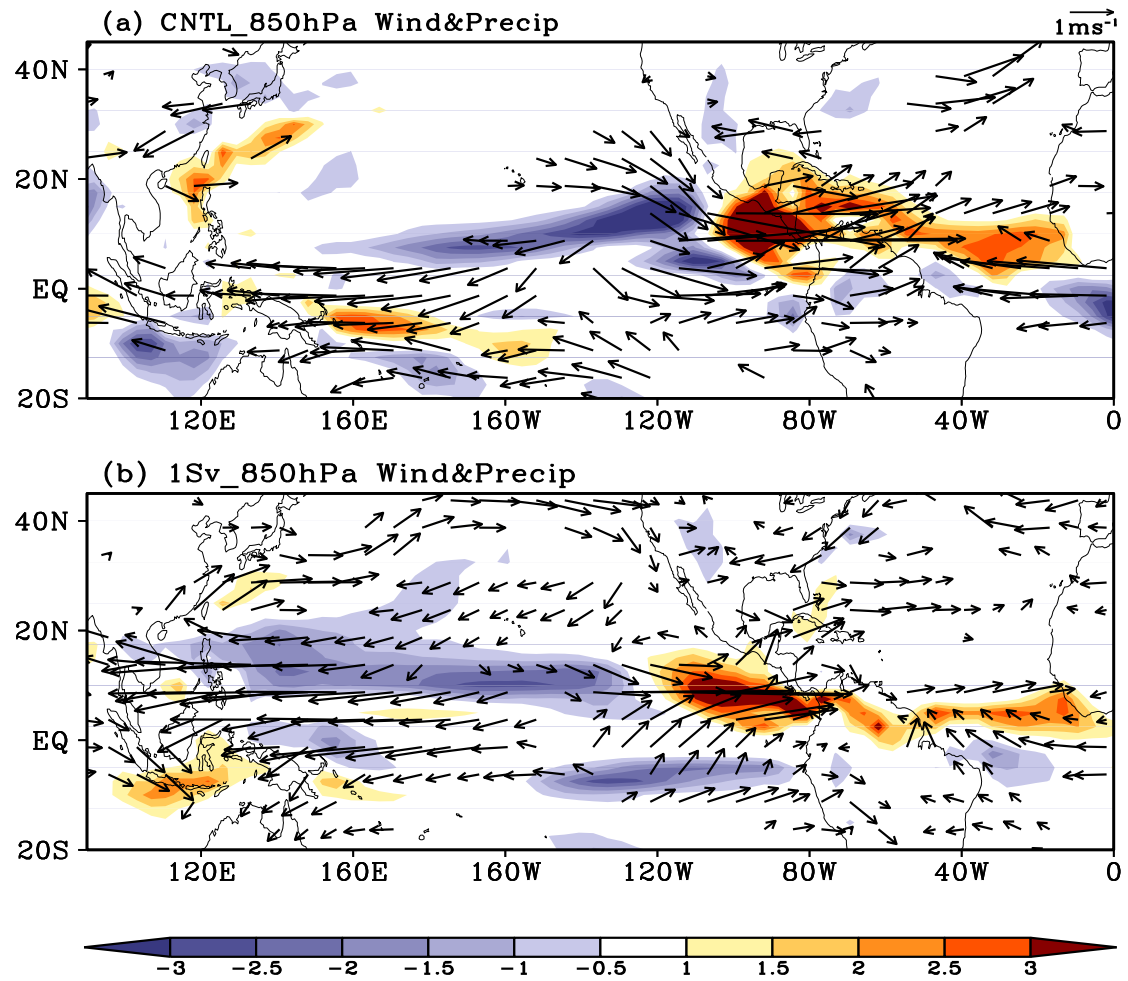 (a) CNTL_850hPa Wind&Precip
1ms⁻¹
40N
20N
EQ
20S
120E 160E 160W 120W 80W 40W 0
(b) 1Sv_850hPa Wind&Precip
40N
20N
EQ
20S
120E 160E 160W 120W 80W 40W 0
-3 -2.5 -2 -1.5 -1 -0.5 1 1.5 2 2.5 3